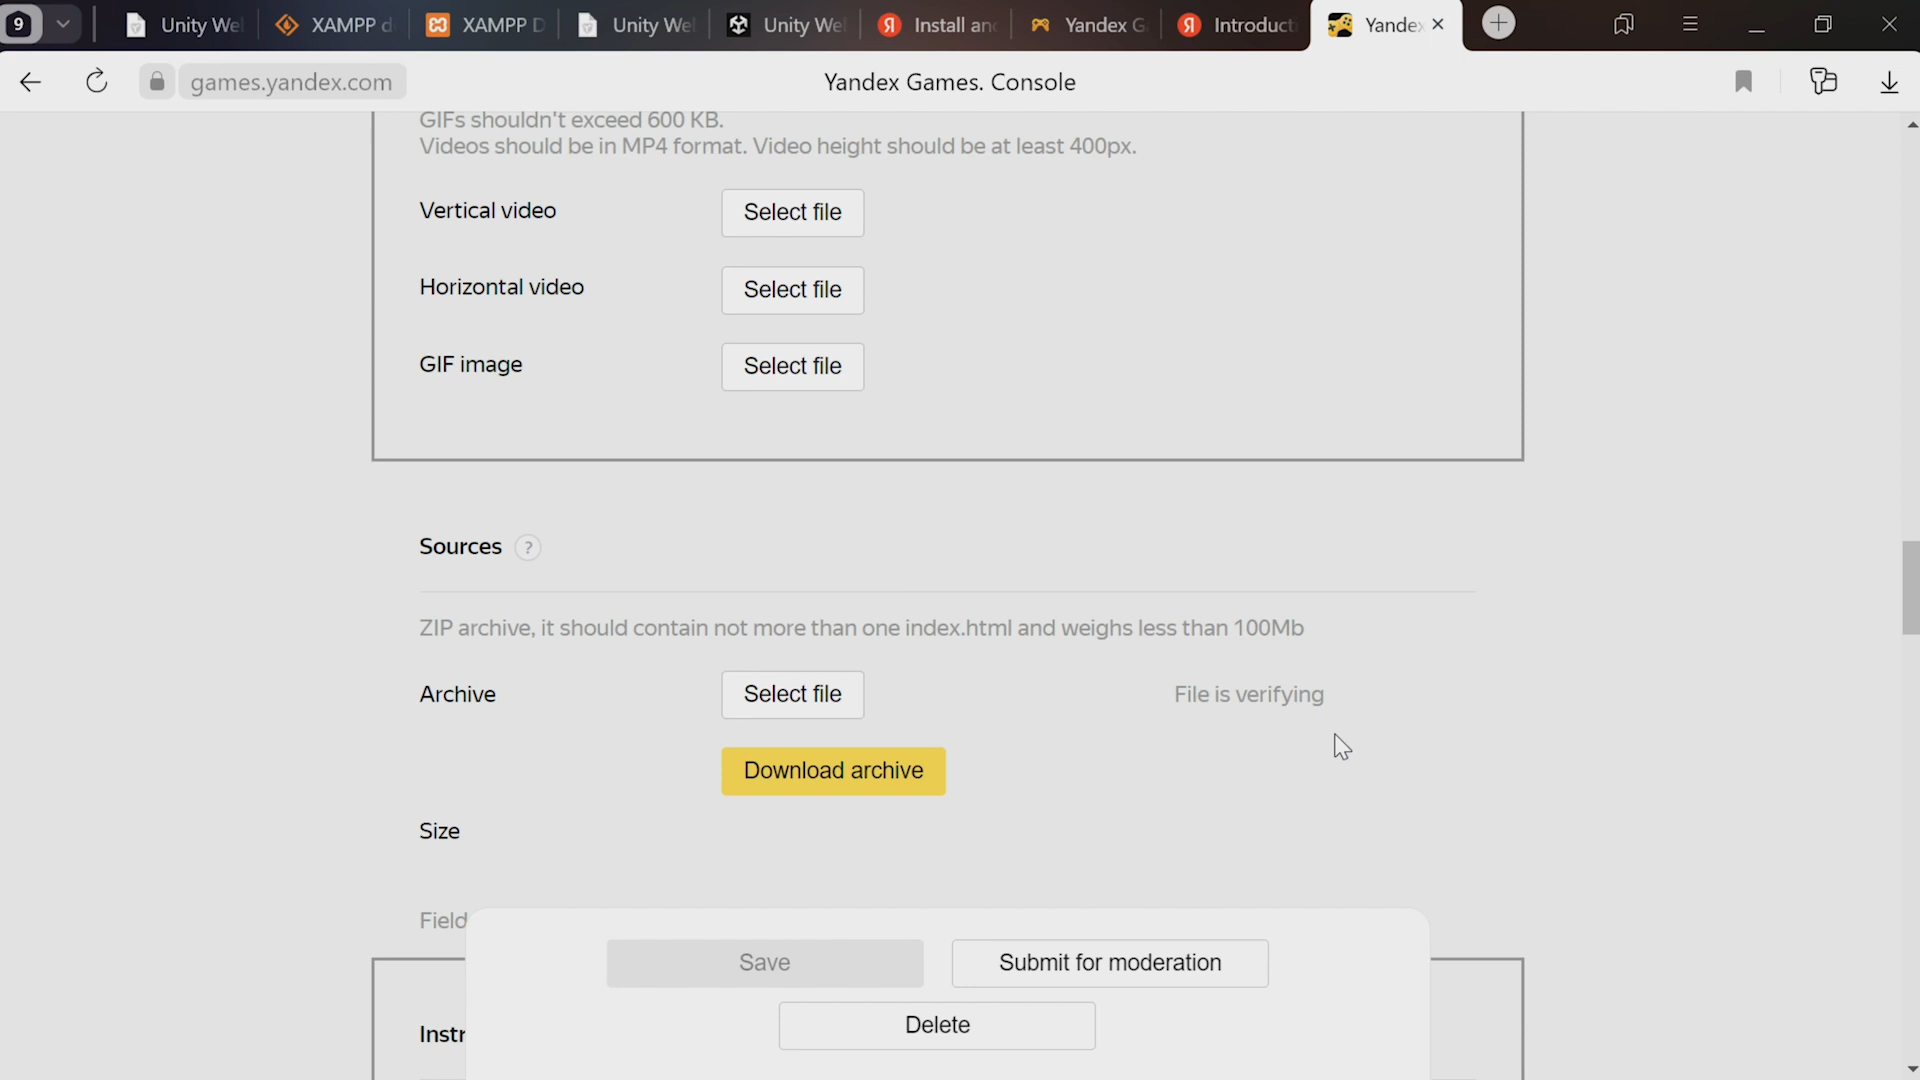 9
Unity We
XAMPP d
XAMPP D
Unity We
Unity We
Install an
Yandex G
Introduct
Yandex
games.yandex.com
Yandex Games. Console
GIFs shouldn't exceed 600 KB.
Videos should be in MP4 format. Video height should be at least 400px.
Vertical video
Select file
Horizontal video
Select file
GIF image
Select file
Sources ?
ZIP archive, it should contain not more than one index.html and weighs less than 100Mb
Archive
Select file
File is verifying
Download archive
Size
Field
Save
Submit for moderation
Delete
Instr